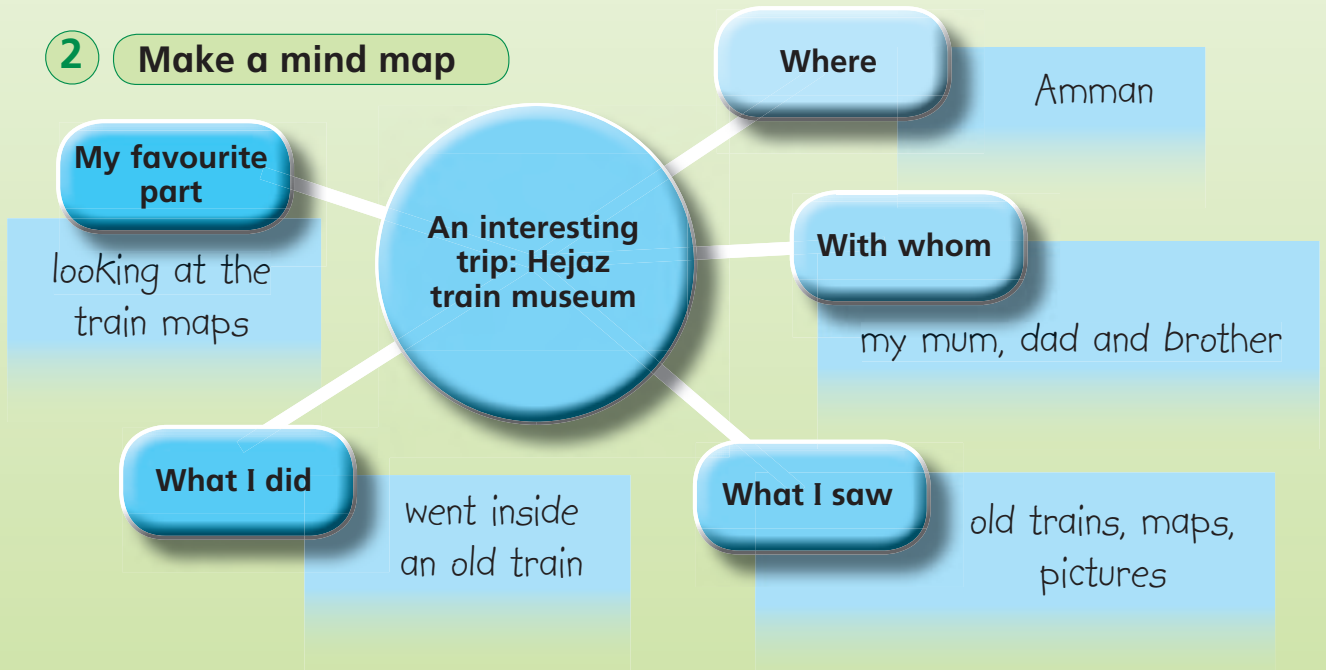 2 Make a mind map
Where
Amman
My favourite
part
looking at the
train maps
An interesting
trip: Hejaz
train museum
With whom
my mum, dad and brother
What I did
went inside
an old train
What I saw
old trains, maps,
pictures